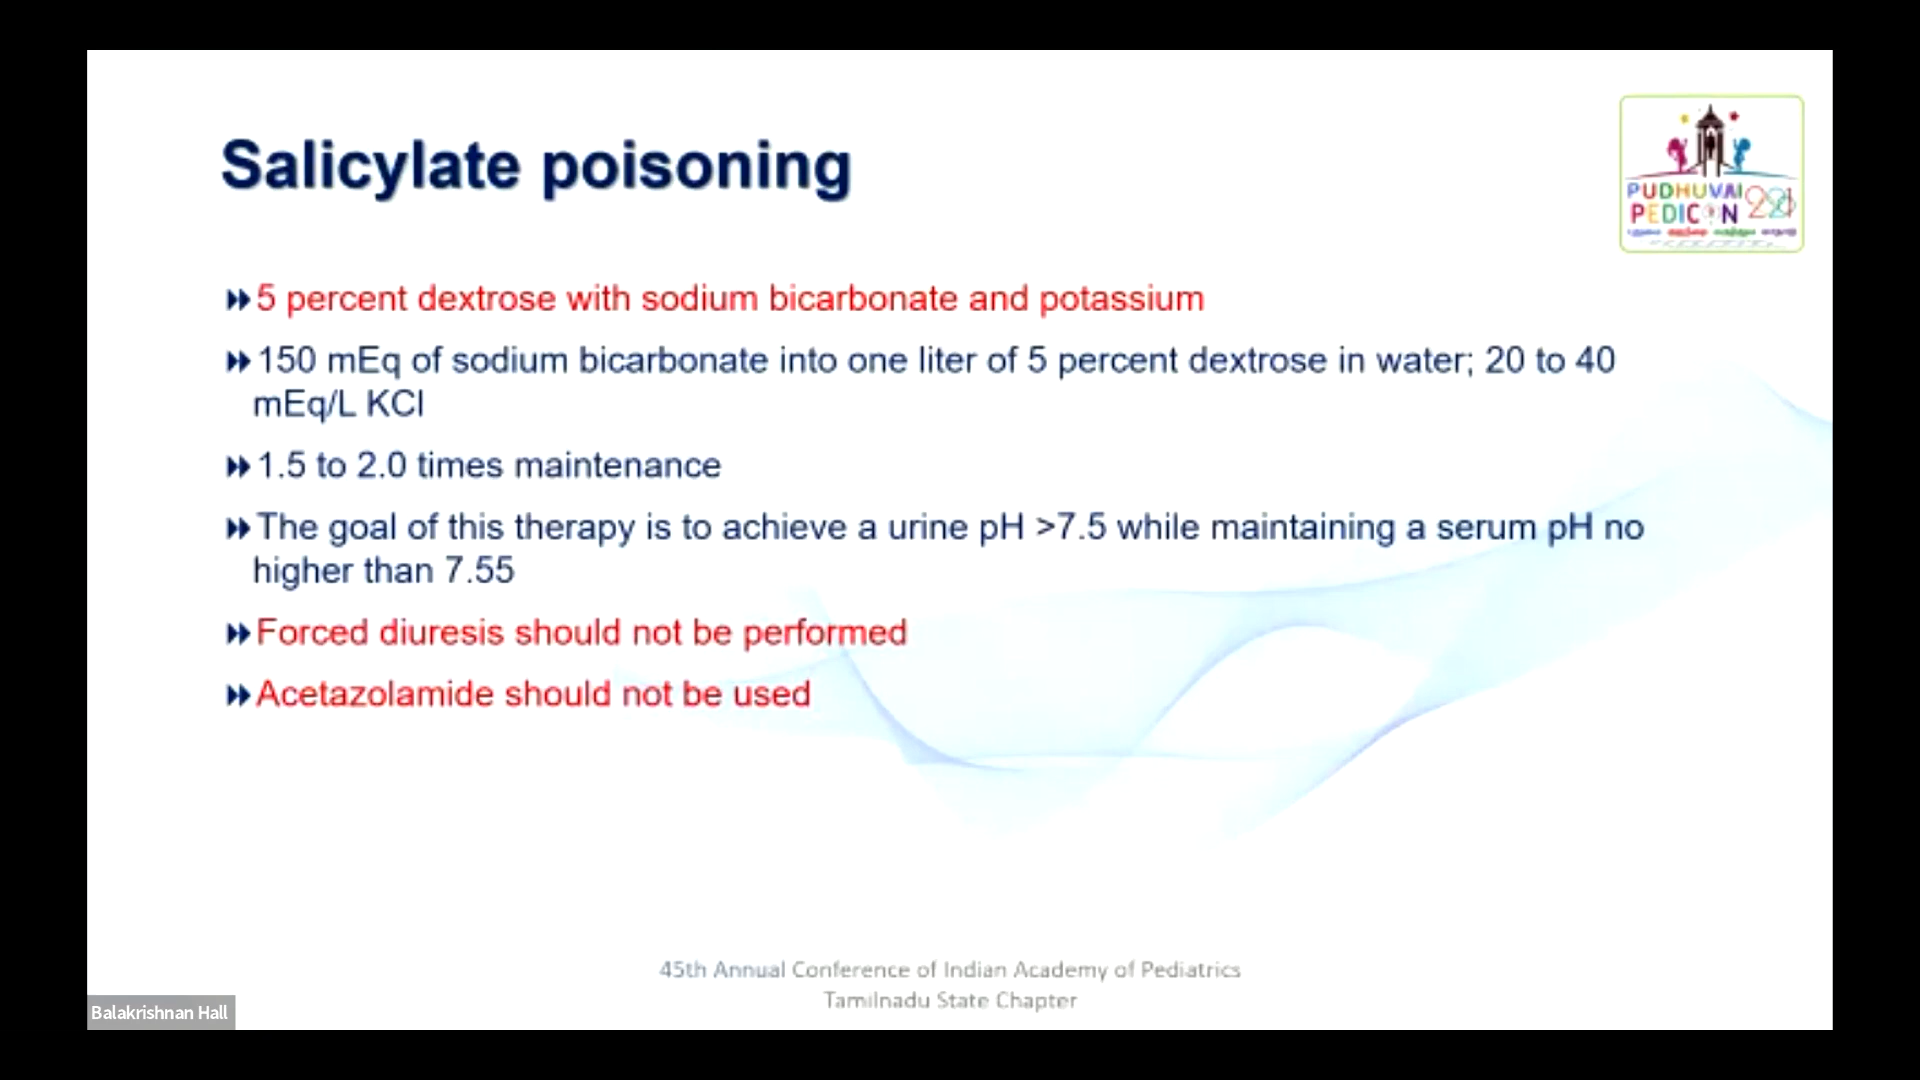 Salicylate poisoning
PUDHUVAI
PEDICON
5 percent dextrose with sodium bicarbonate and potassium
150 mEq of sodium bicarbonate into one liter of 5 percent dextrose in water; 20 to 40
mEq/L KCl
1.5 to 2.0 times maintenance
The goal of this therapy is to achieve a urine pH >7.5 while maintaining a serum pH no
higher than 7.55
Forced diuresis should not be performed
Acetazolamide should not be used
45th Annual Conference of Indian Academy of Pediatrics
Tamilnadu State Chapter
Balakrishnan Hall